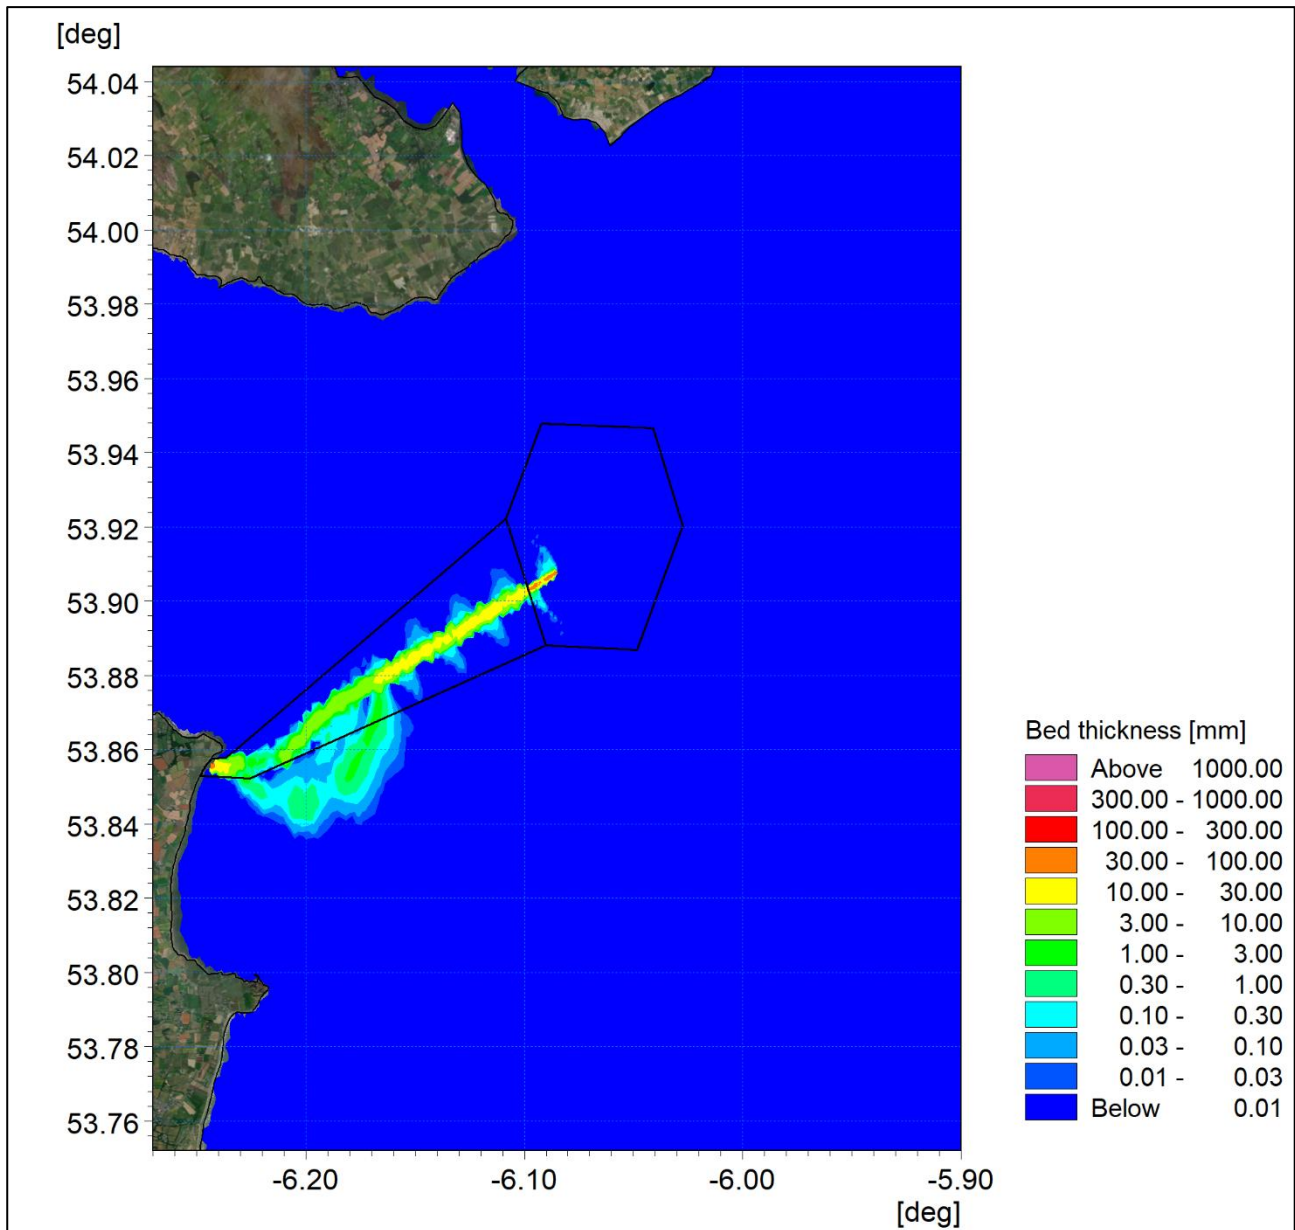 [deg]
54.04
54.02
54.00
53.98
53.96
53.94
53.92
53.90
53.88
53.86
53.84
53.82
53.80
53.78
53.76
-6.20 -6.10 -6.00 -5.90
[deg]
Bed thickness [mm]
Above 1000.00
300.00 - 1000.00
100.00 - 300.00
30.00 - 100.00
10.00 - 30.00
3.00 - 10.00
1.00 - 3.00
0.30 - 1.00
0.10 - 0.30
0.03 - 0.10
0.01 - 0.03
Below 0.01